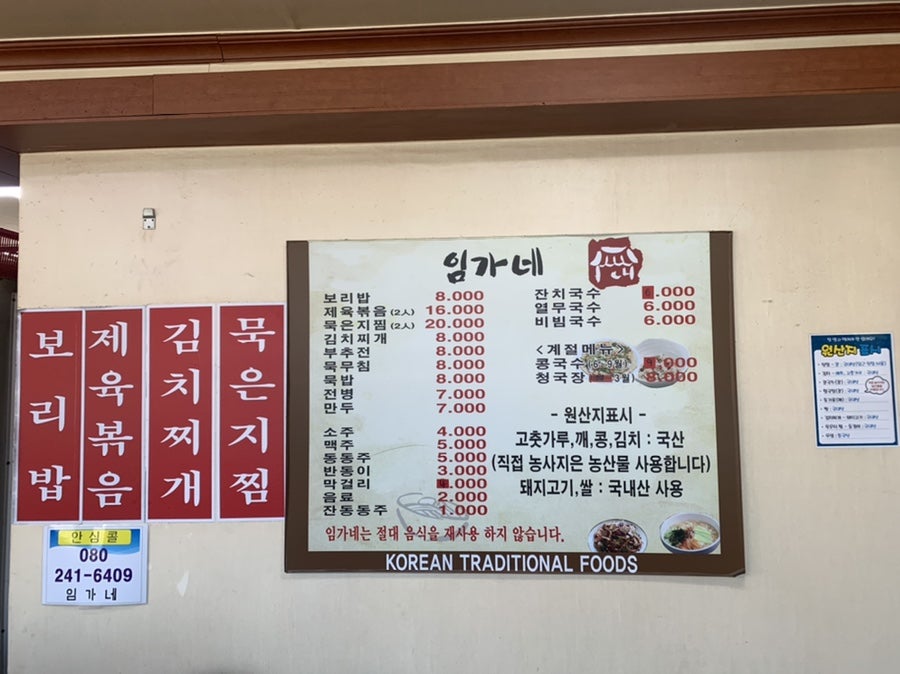 임가네
보리밥 8.000
제육볶음 (2人) 16.000
묵은지찜 (2人) 20.000
김치찌개 8.000
부추전 8.000
묵무침 8.000
묵밥 8.000
전병 7.000
만두 7.000
소주 4.000
맥주 5.000
동동주 5.000
반동이 3.000
막걸리 4.000
음료 2.000
잔동동주 1.000
잔치국수 6.000
열무국수 6.000
비빔국수 6.000
<계절메뉴
콩국수
청국장 8.000
- 원산지표시 -
고춧가루,깨,콩,김치 : 국산
(직접 농사지은 농산물 사용합니다)
돼지고기,쌀 : 국내산 사용
임가네는 절대 음식을 재사용 하지 않습니다.
KOREAN TRADITIONAL FOODS
보리밥
제육볶음
김치찌개
묵은지찜
안심콜
080
241-6409
임가네
원산지표시